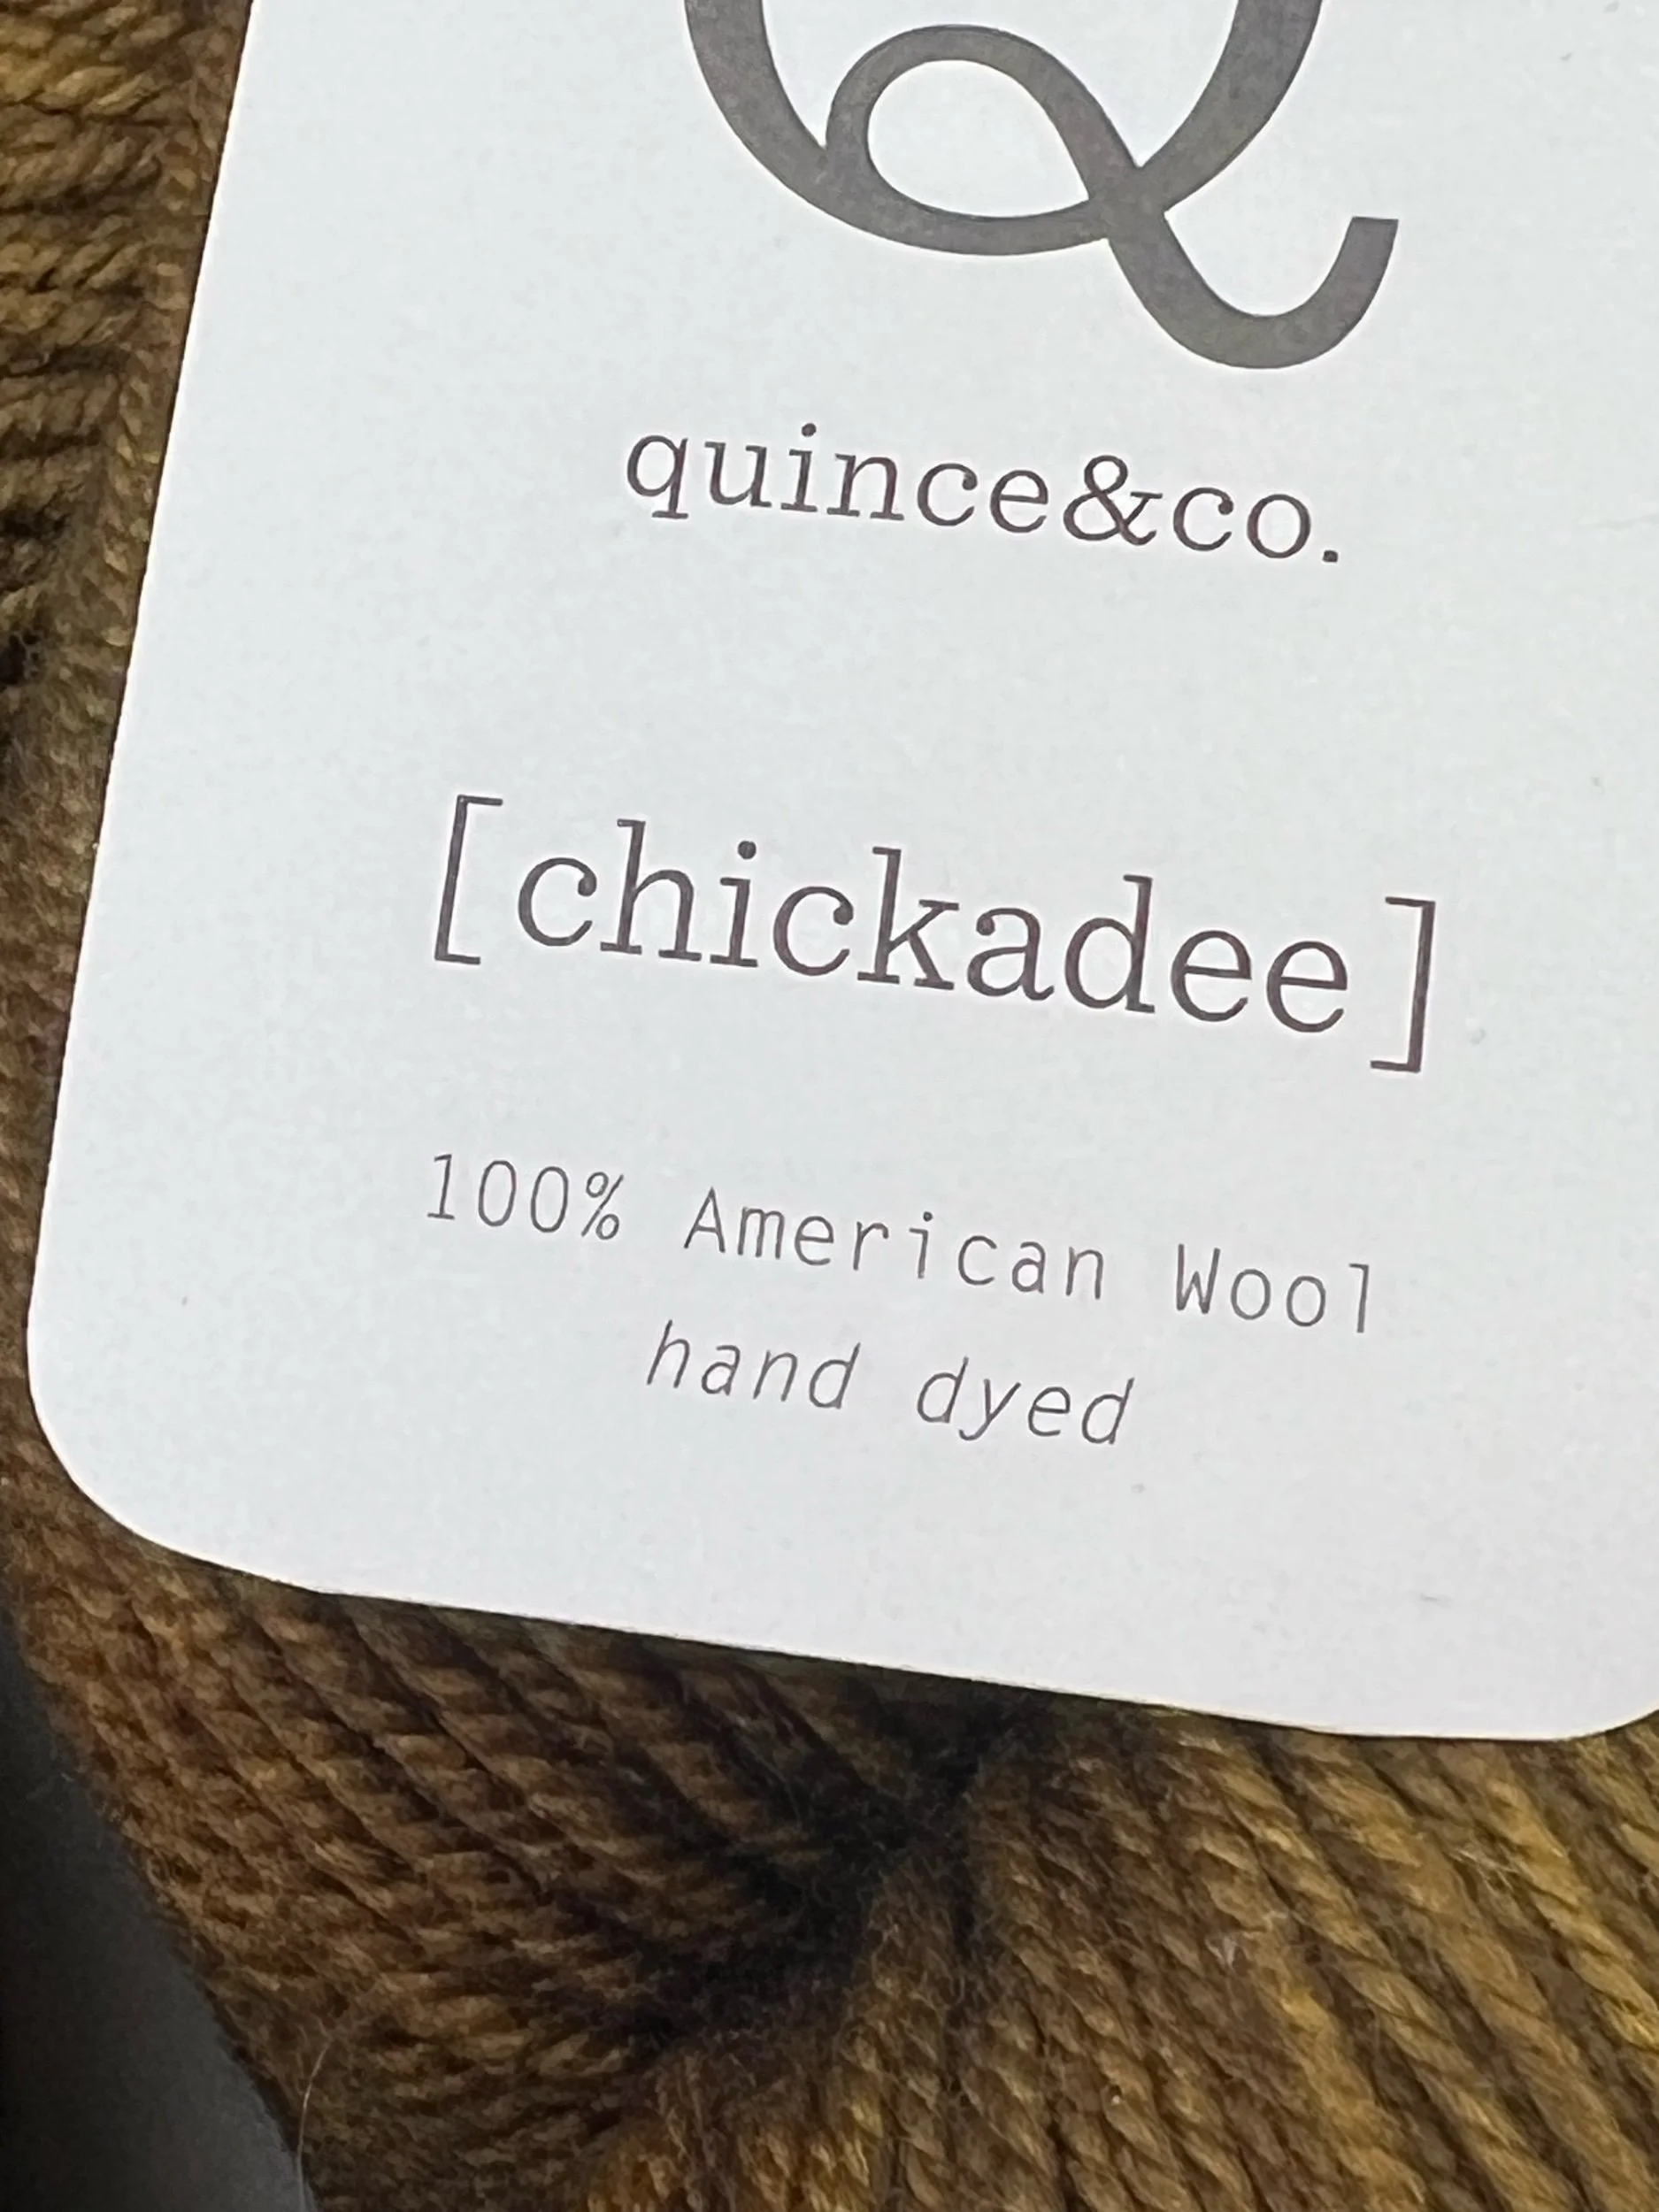 Q
quince&co.
[chickadee]
100% American Wool
hand dyed